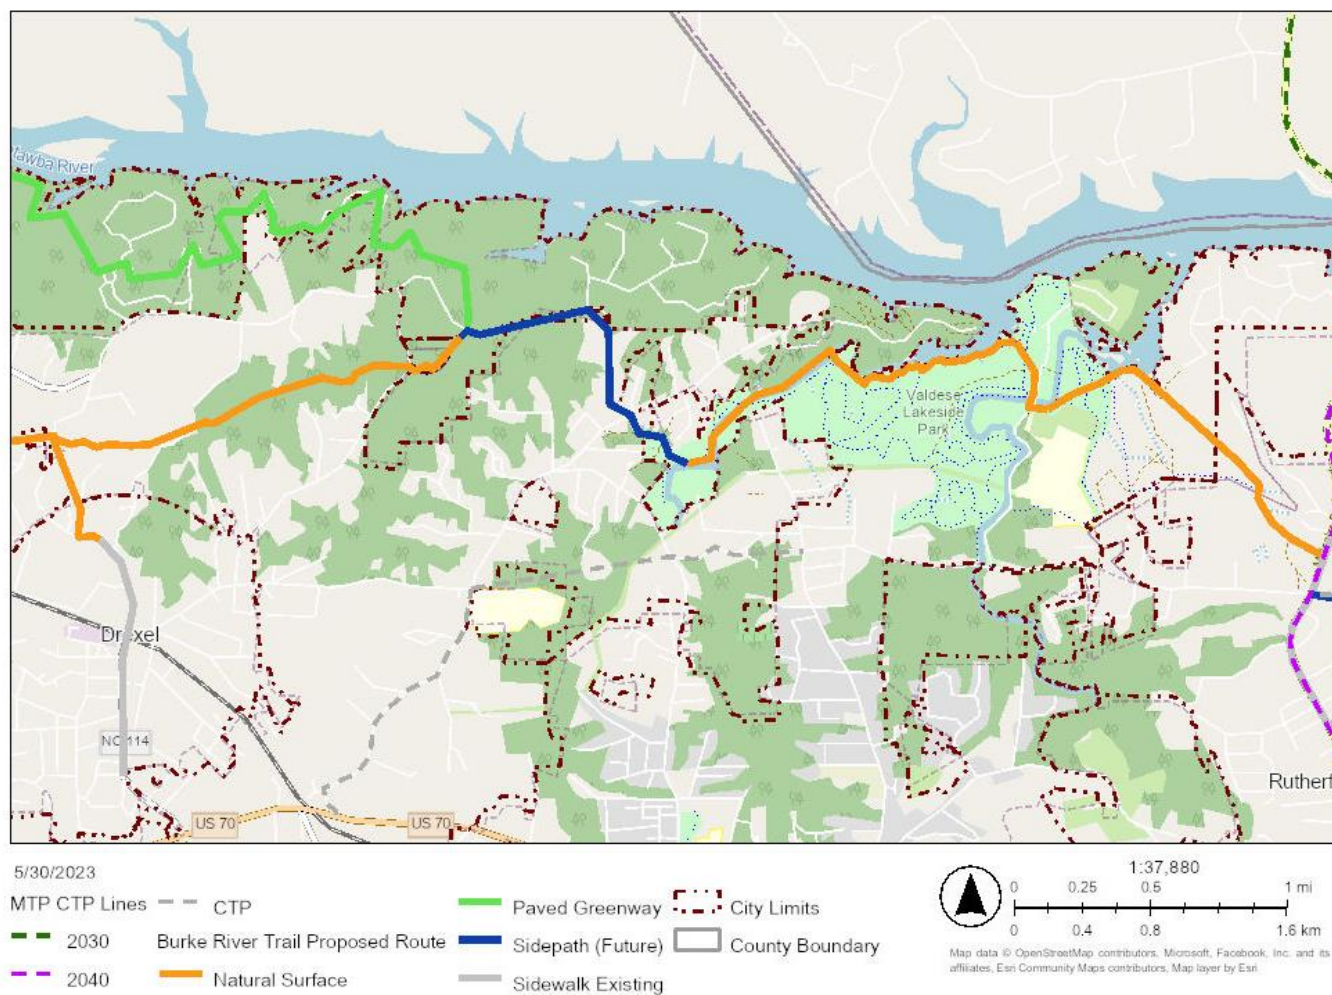 tawba River
Valdese
Lakeside
Park
Drexel
NC 114
US 70
US 70
Rutherf
5/30/2023
MTP CTP Lines
2030
2040
CTP
Burke River Trail Proposed Route
Natural Surface
Paved Greenway
Sidepath (Future)
Sidewalk Existing
City Limits
County Boundary
1:37,880
0 0.25 0.5 1 mi
0 0.4 0.8 1.6 km
Map data © OpenStreetMap contributors, Microsoft, Facebook, Inc. and its
affiliates, Esri Community Maps contributors, Map layer by Esri